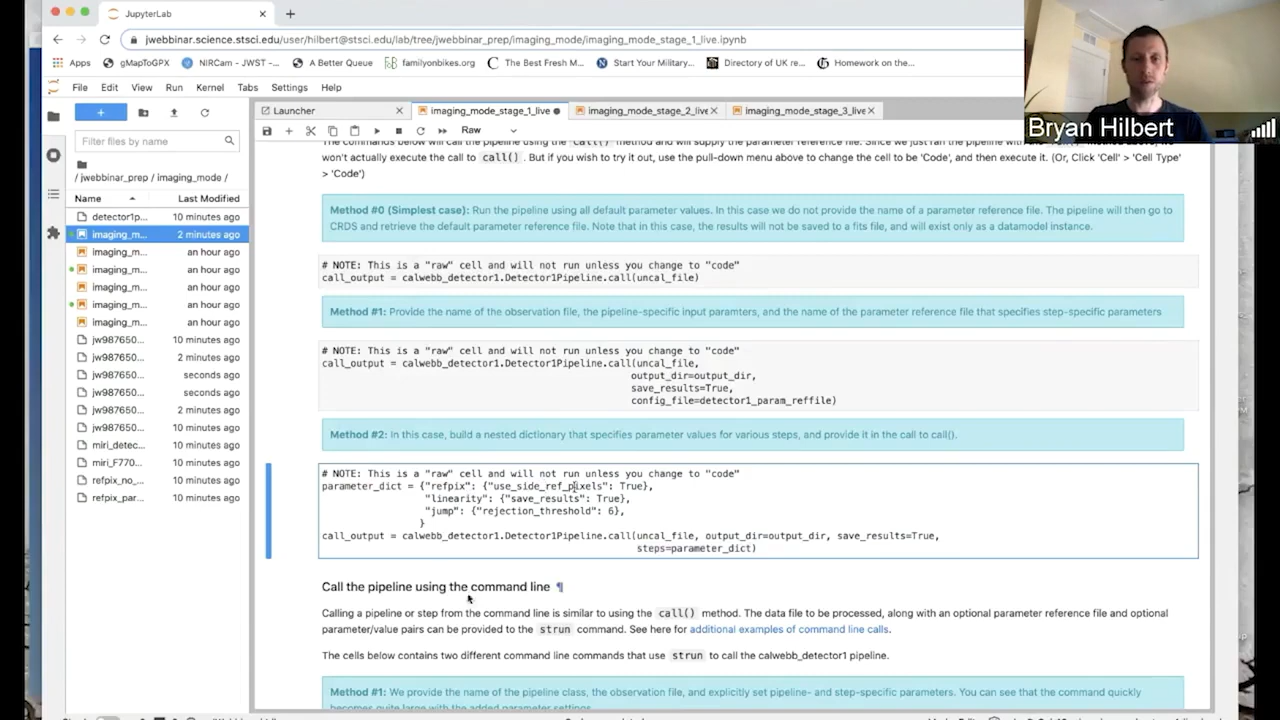 JupyterLab
jwebbinar.science.stsci.edu/user/hilbert@stsci.edu/lab/tree/jwebbinar_prep/imaging_mode/imaging_mode_stage_1_live.ipynb
Apps
gMapToGPX
NIRCam - JWST -...
A Better Queue
familyonbikes.org
The Best Fresh M...
Start Your Military...
Directory of UK re...
Homework on the...
Bryan Hilbert
File Edit View Run Kernel Tabs Settings Help
Launcher
imaging_mode_stage_1_live
imaging_mode_stage_2_live
imaging_mode_stage_3_live
Raw
Filter files by name
/ jwebbinar_prep / imaging_mode /
Name Last Modified
detector1p... 10 minutes ago
imaging_m... 2 minutes ago
imaging_m... an hour ago
imaging_m... an hour ago
imaging_m... an hour ago
imaging_m... an hour ago
imaging_m... an hour ago
jw987650... 10 minutes ago
jw987650... 2 minutes ago
jw987650... seconds ago
jw987650... seconds ago
jw987650... 2 minutes ago
jw987650... 10 minutes ago
miri_detec... 10 minutes ago
miri_F770... 10 minutes ago
refpix_no_... 10 minutes ago
refpix_par... 10 minutes ago
won't actually execute the call to call(). But if you wish to try it out, use the pull-down menu above to change the cell to be 'Code', and then execute it. (Or, Click 'Cell' > 'Cell Type'
> 'Code')
Method #0 (Simplest case): Run the pipeline using all default parameter values. In this case we do not provide the name of a parameter reference file. The pipeline will then go to
CRDS and retrieve the default parameter reference file. Note that in this case, the results will not be saved to a fits file, and will exist only as a datamodel instance.
# NOTE: This is a "raw" cell and will not run unless you change to "code"
call_output = calwebb_detector1.Detector1Pipeline.call(uncal_file)
Method #1: Provide the name of the observation file, the pipeline-specific input paramters, and the name of the parameter reference file that specifies step-specific parameters
# NOTE: This is a "raw" cell and will not run unless you change to "code"
call_output = calwebb_detector1.Detector1Pipeline.call(uncal_file,
output_dir=output_dir,
save_results=True,
config_file=detector1_param_reffile)
Method #2: In this case, build a nested dictionary that specifies parameter values for various steps, and provide it in the call to call().
# NOTE: This is a "raw" cell and will not run unless you change to "code"
parameter_dict = {"refpix": {"use_side_ref_pixels": True},
"linearity": {"save_results": True},
"jump": {"rejection_threshold": 6},
}
call_output = calwebb_detector1.Detector1Pipeline.call(uncal_file, output_dir=output_dir, save_results=True,
steps=parameter_dict)
Call the pipeline using the command line ¶
Calling a pipeline or step from the command line is similar to using the call() method. The data file to be processed, along with an optional parameter reference file and optional
parameter/value pairs can be provided to the strun command. See here for additional examples of command line calls.
The cells below contains two different command line commands that use strun to call the calwebb_detector1 pipeline.
Method #1: We provide the name of the pipeline class, the observation file, and explicitly set pipeline- and step-specific parameters. You can see that the command quickly
becomes quite large with the added parameter settings.